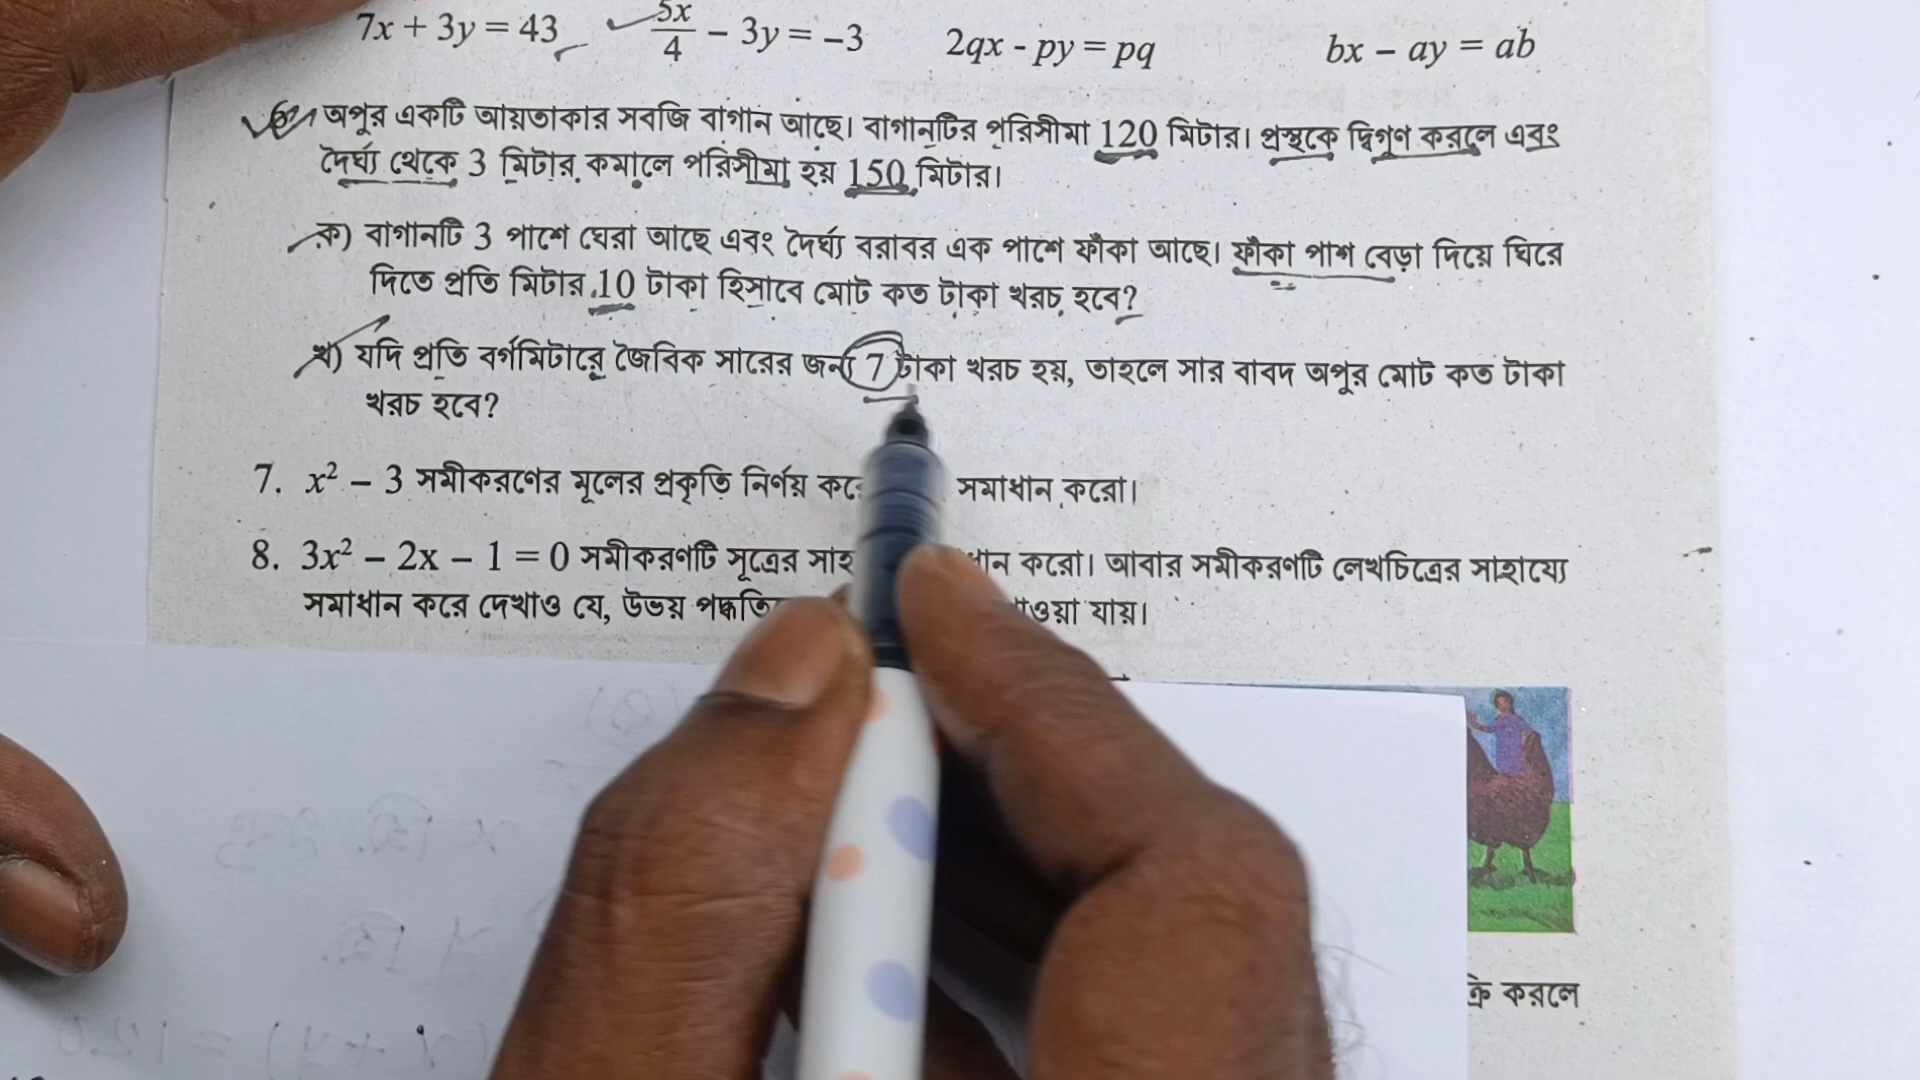 7x + 3y = 43 5x/4 − 3y = −3 2qx - py = pq bx − ay = ab
অপুর একটি আয়তাকার সবজি বাগান আছে। বাগানটির পরিসীমা 120 মিটার। প্রস্থকে দ্বিগুণ করলে এবং
দৈর্ঘ্য থেকে 3 মিটার কমালে পরিসীমা হয় 150 মিটার।
ক) বাগানটি 3 পাশে ঘেরা আছে এবং দৈর্ঘ্য বরাবর এক পাশে ফাঁকা আছে। ফাঁকা পাশ বেড়া দিয়ে ঘিরে
দিতে প্রতি মিটার 10 টাকা হিসাবে মোট কত টাকা খরচ হবে?
খ) যদি প্রতি বর্গমিটারে জৈবিক সারের জন্য 7 টাকা খরচ হয়, তাহলে সার বাবদ অপুর মোট কত টাকা
খরচ হবে?
7. x² − 3 সমীকরণের মূলের প্রকৃতি নির্ণয় সমাধান করো।
8. 3x² − 2x − 1 = 0 সমীকরণটি সূত্রের করো। আবার সমীকরণটি লেখচিত্রের সাহায্যে
সমাধান করে দেখাও যে, উভয় যায়।
করলে